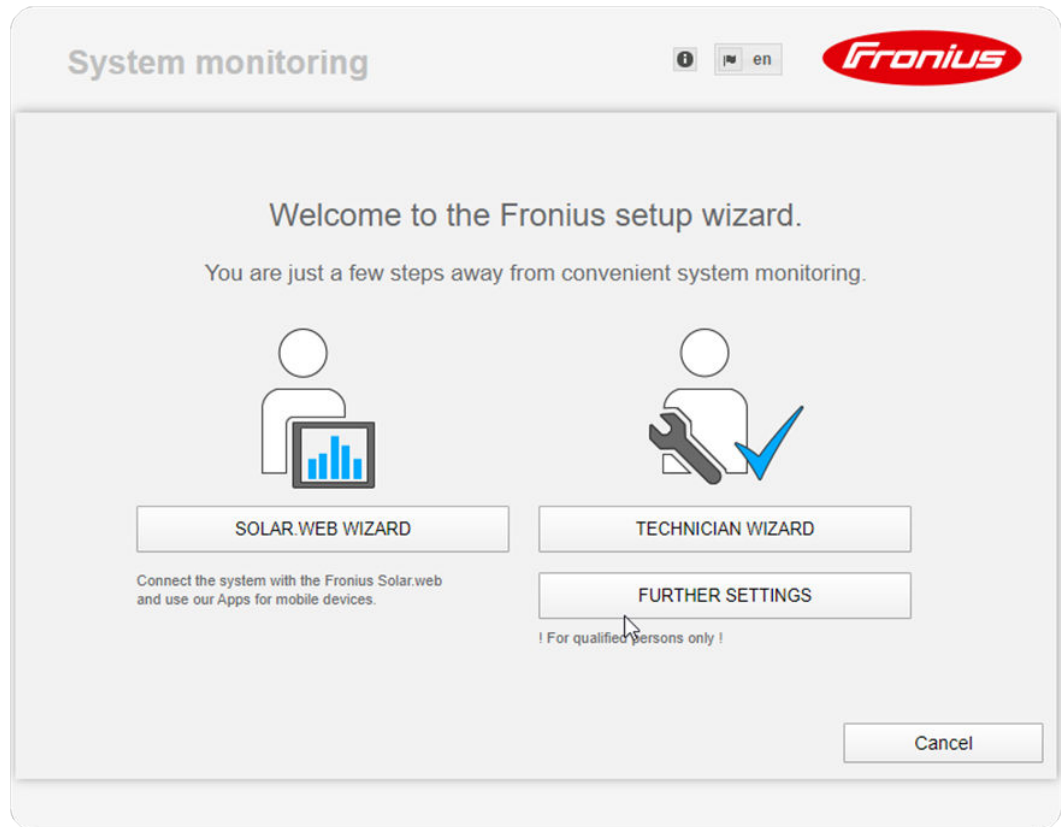 System monitoring
en
Fronius
Welcome to the Fronius setup wizard.
You are just a few steps away from convenient system monitoring.
SOLAR.WEB WIZARD
TECHNICIAN WIZARD
Connect the system with the Fronius Solar.web
and use our Apps for mobile devices.
FURTHER SETTINGS
! For qualified persons only !
Cancel